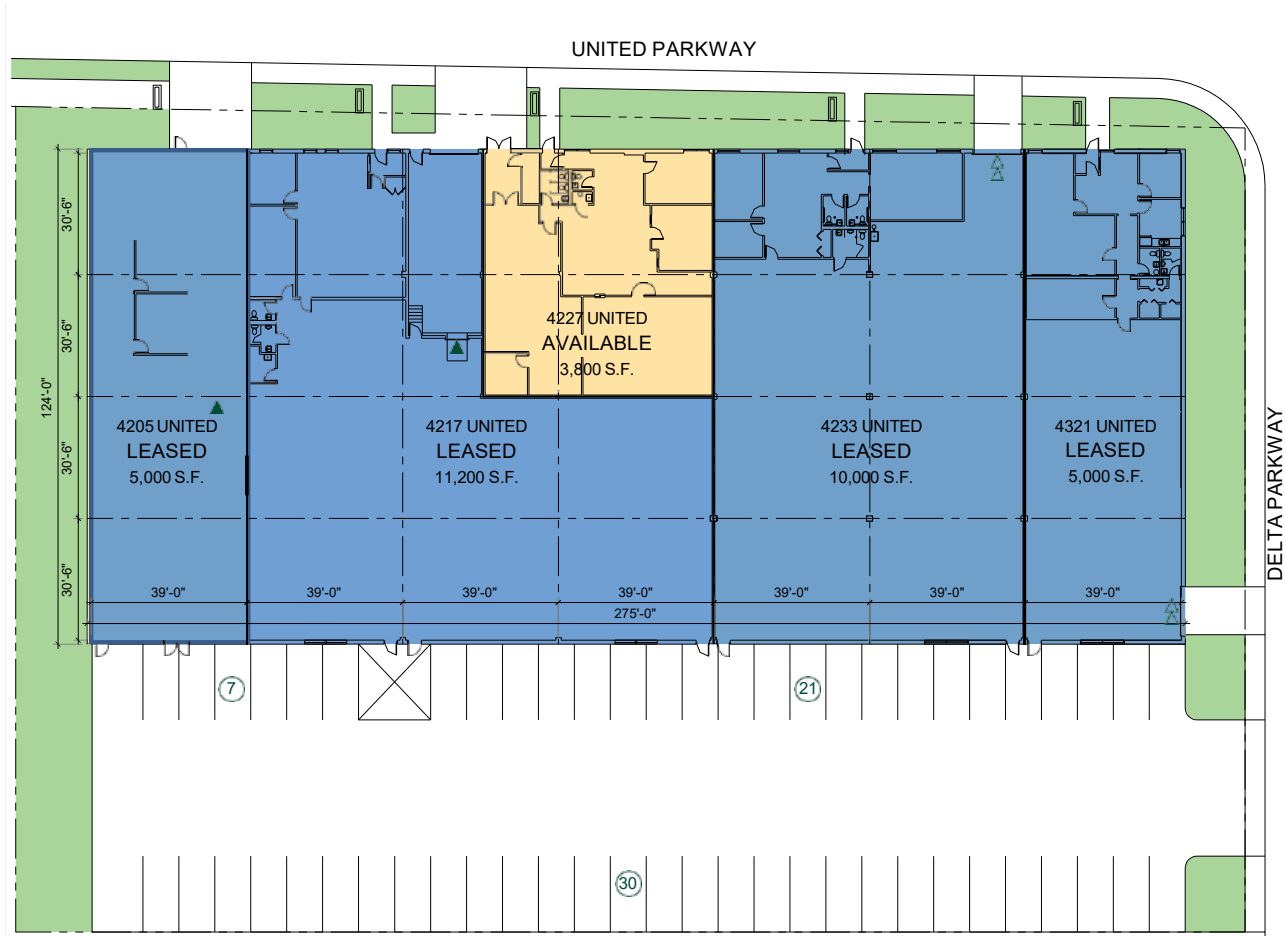 UNITED PARKWAY
30'-6"
30'-6"
124'-0"
30'-6"
30'-6"
4227 UNITED
AVAILABLE
3,800 S.F.
4205 UNITED
LEASED
5,000 S.F.
4217 UNITED
LEASED
11,200 S.F.
4233 UNITED
LEASED
10,000 S.F.
4321 UNITED
LEASED
5,000 S.F.
DELTA PARKWAY
39'-0"
39'-0"
39'-0"
39'-0"
39'-0"
39'-0"
39'-0"
275'-0"
7
21
30